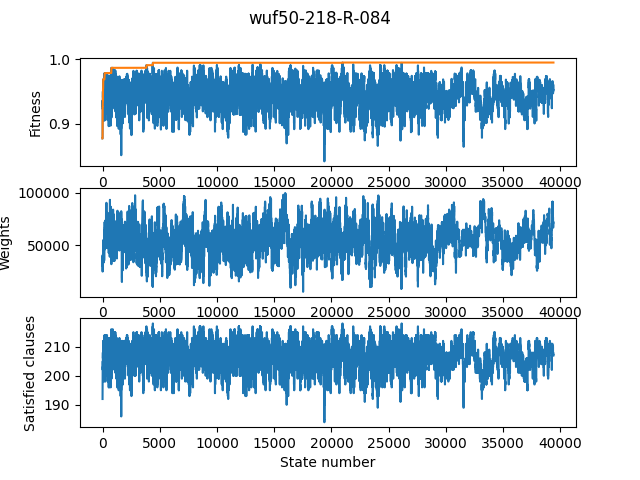 wuf50-218-R-084
1.0
0.9
Fitness
0 5000 10000 15000 20000 25000 30000 35000 40000
100000
50000
Weights
0 5000 10000 15000 20000 25000 30000 35000 40000
210
200
190
Satisfied clauses
0 5000 10000 15000 20000 25000 30000 35000 40000
State number